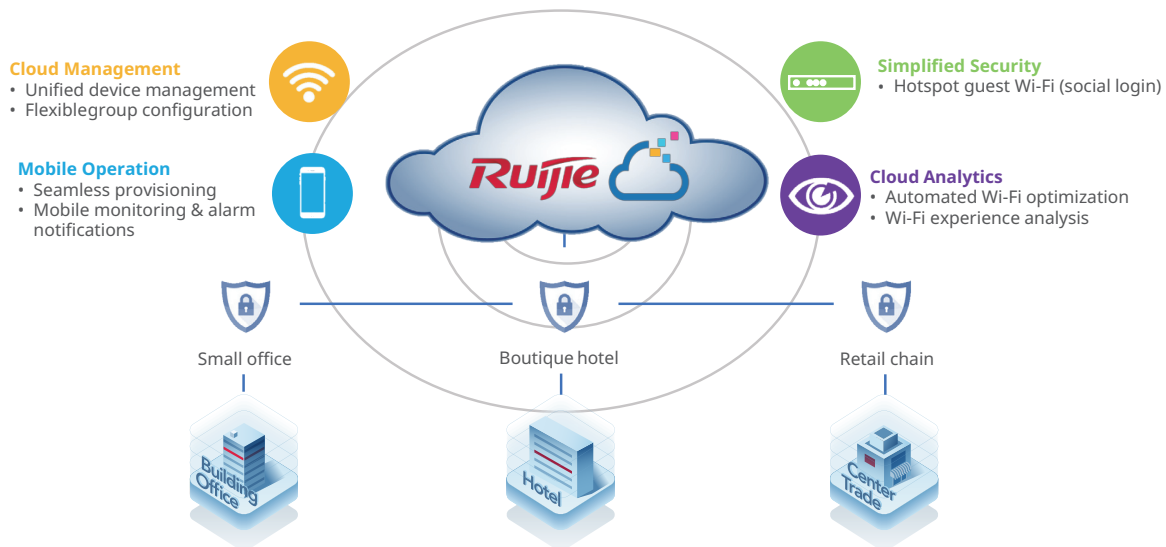 Cloud Management
• Unified device management
• Flexiblegroup configuration
Mobile Operation
• Seamless provisioning
• Mobile monitoring & alarm
notifications
Ruijie
Simplified Security
• Hotspot guest Wi-Fi (social login)
Cloud Analytics
• Automated Wi-Fi optimization
• Wi-Fi experience analysis
Small office
Boutique hotel
Retail chain
Building
Office
Hotel
Center
Trade